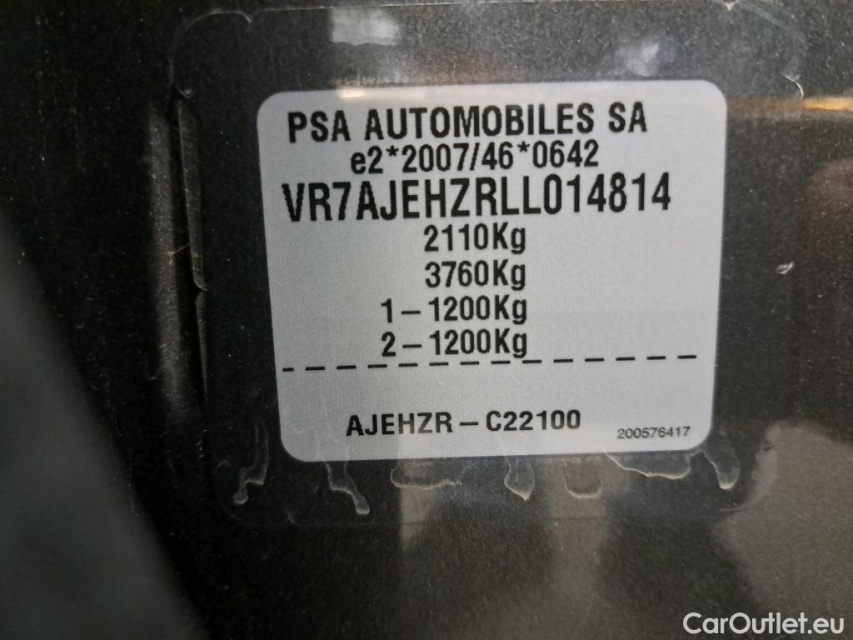 PSA AUTOMOBILES SA
e2*2007/46*0642
VR7AJEHZRLL014814
2110Kg
3760Kg
1-1200Kg
2-1200Kg
AJEHZR-C22100
200576417
CarOutlet.eu